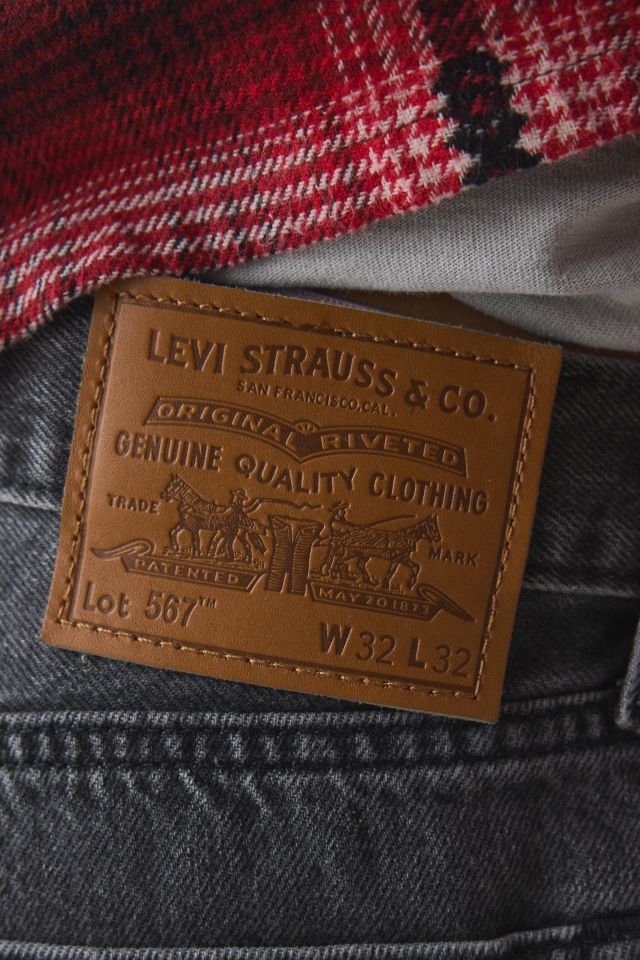 LEVI STRAUSS & CO.
SAN FRANCISCO, CAL.
ORIGINAL RIVETED
GENUINE QUALITY CLOTHING
TRADE MARK
PATENTED MAY 20 1873
Lot 567™
W 32 L 32